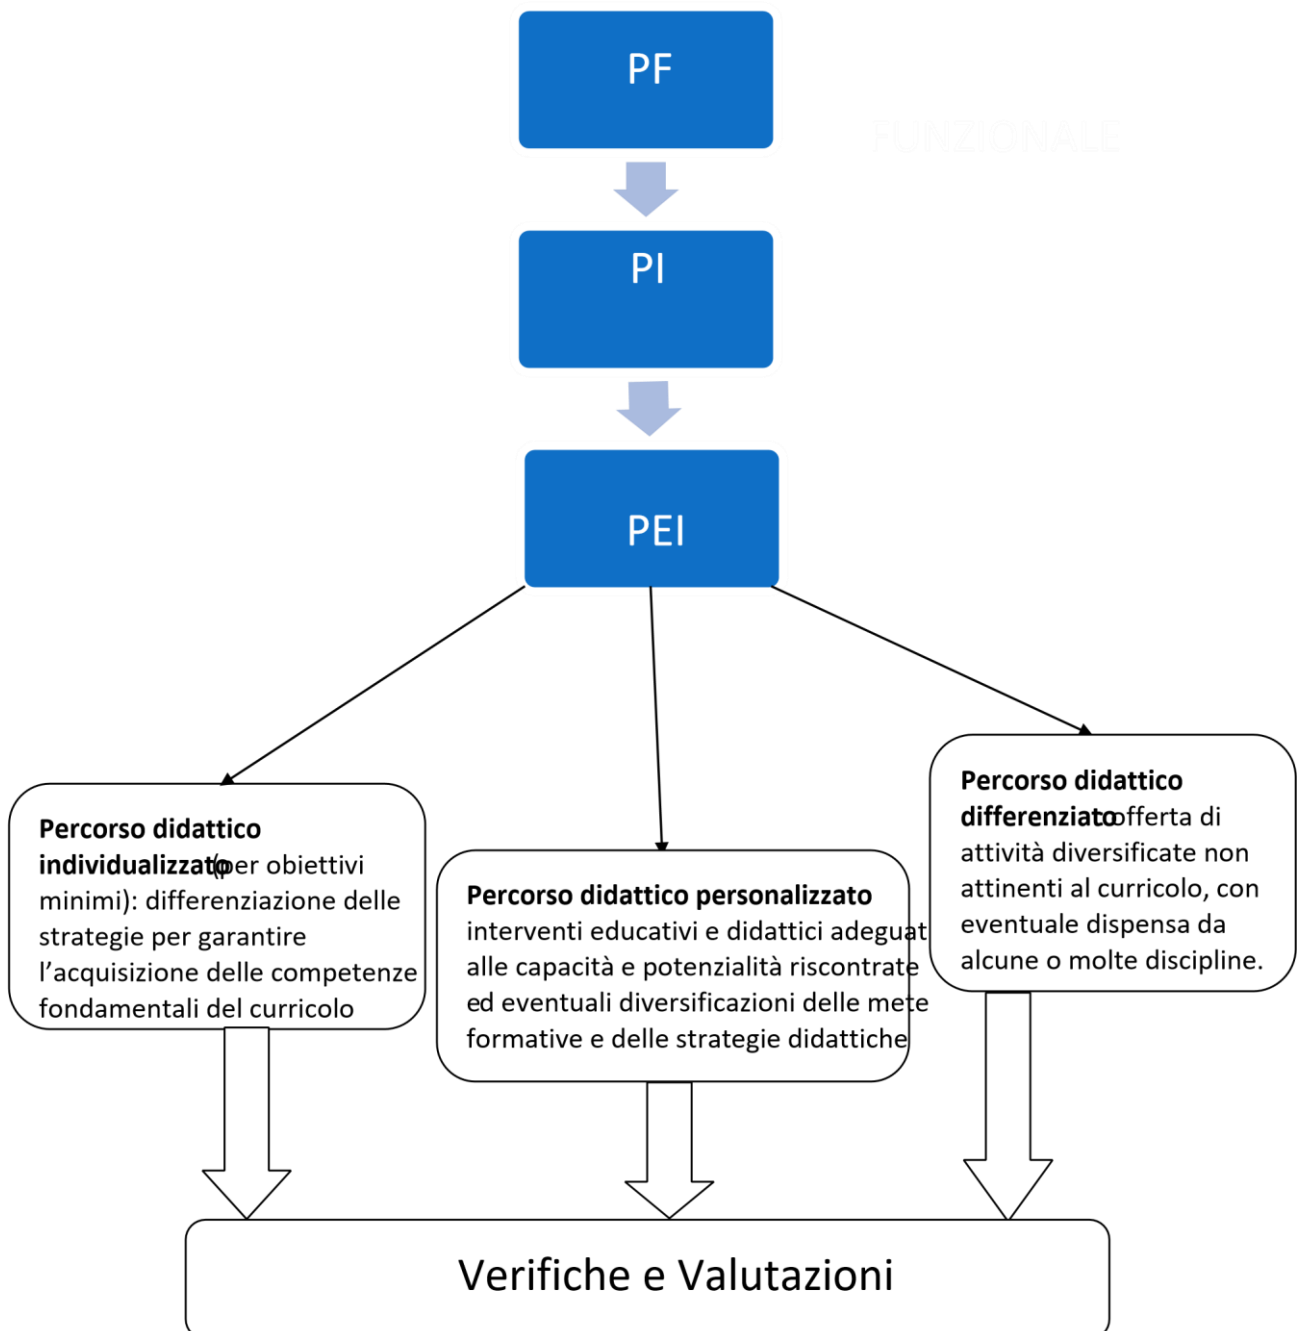 PF
FUNZIONALE
PI
PEI
Percorso didattico
individualizzato (per obiettivi
minimi): differenziazione delle
strategie per garantire
l’acquisizione delle competenze
fondamentali del curricolo
Percorso didattico personalizzato
interventi educativi e didattici adeguat
alle capacità e potenzialità riscontrate
ed eventuali diversificazioni delle mete
formative e delle strategie didattiche
Percorso didattico
differenziato: offerta di
attività diversificate non
attinenti al curricolo, con
eventuale dispensa da
alcune o molte discipline.
Verifiche e Valutazioni